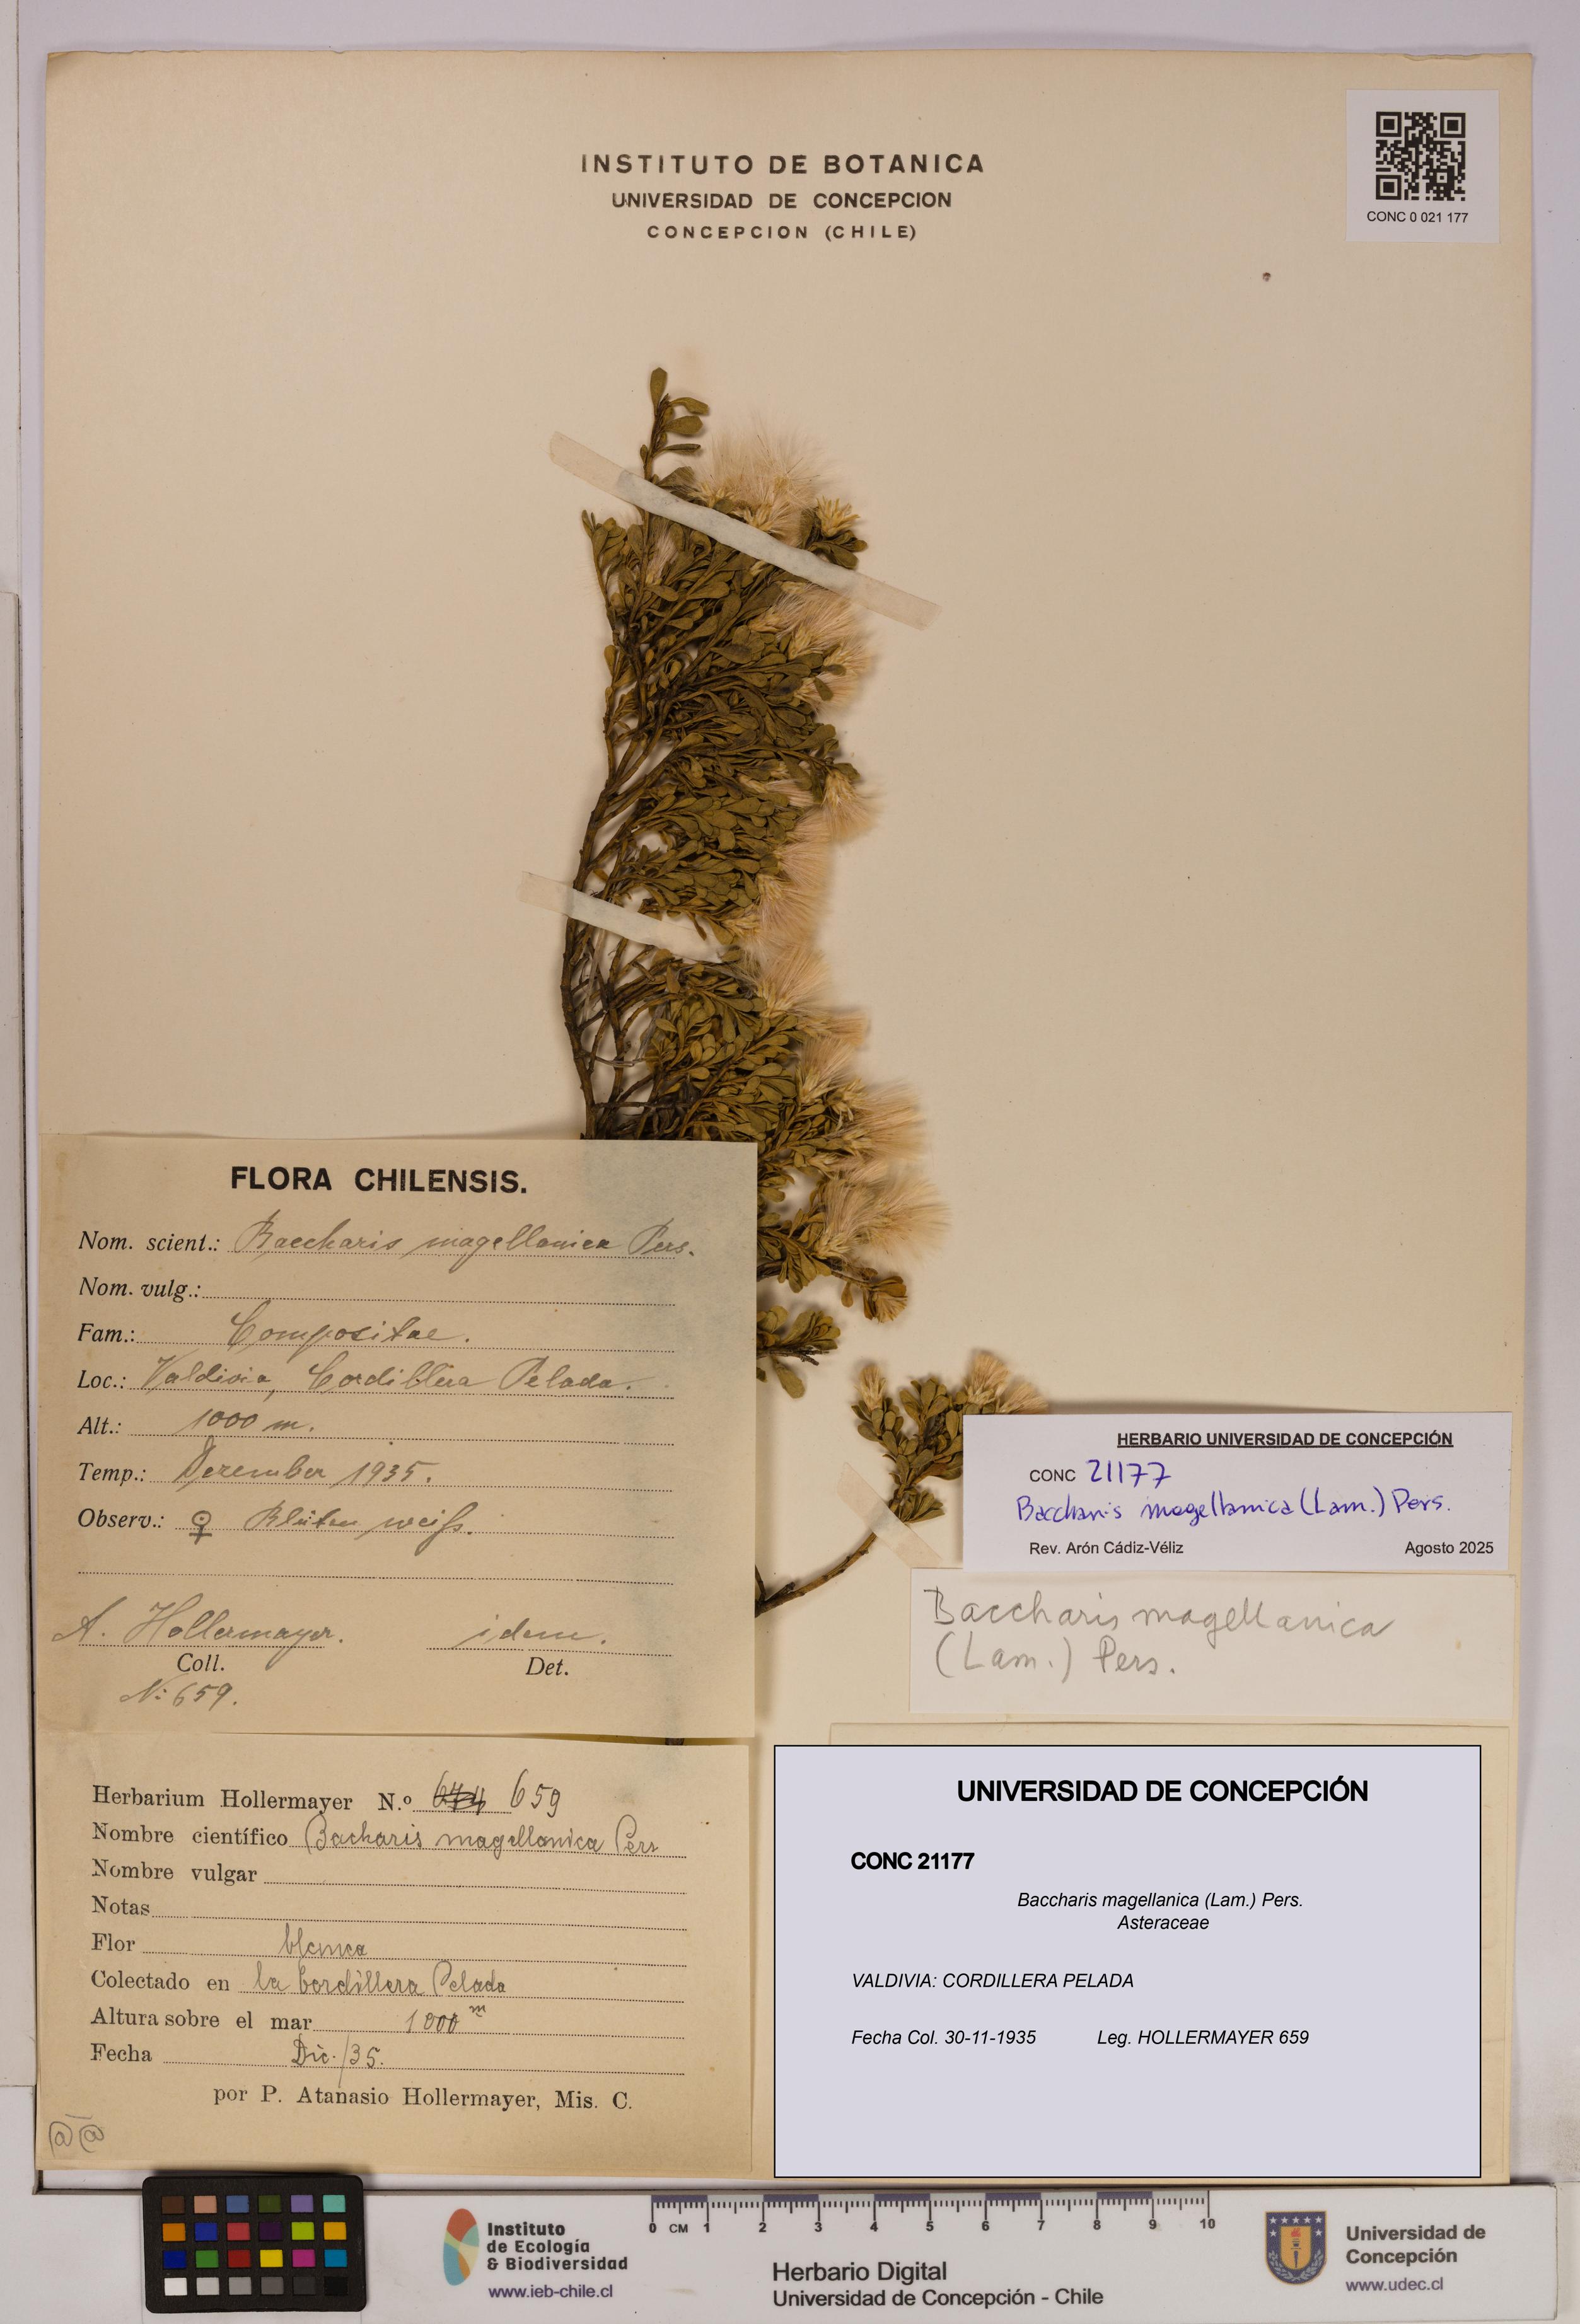 INSTITUTO DE BOTANICA
UNIVERSIDAD DE CONCEPCION
CONCEPCION (CHILE)
CONC 0 021 177
FLORA CHILENSIS.
Nom. scient.: Baccharis magellanica Pers.
Nom. vulg.:
Fam.: Compositae.
Loc.: Valdivia, Cordillera Pelada.
Alt.: 1000 m.
Temp.: Dezember 1935.
Observ.: ♀ Blüten weiß.
A. Hollermayer. idem.
Coll. Det.
N: 659.
HERBARIO UNIVERSIDAD DE CONCEPCIÓN
CONC 21177
Baccharis magellanica (Lam.) Pers.
Rev. Arón Cádiz-Véliz Agosto 2025
Baccharis magellanica
(Lam.) Pers.
Herbarium Hollermayer N.º 659
Nombre científico Bacharis magellanica Pers
Nombre vulgar
Notas
Flor blanca
Colectado en la Cordillera Pelada
Altura sobre el mar 1000 m
Fecha Dic./35.
por P. Atanasio Hollermayer, Mis. C.
UNIVERSIDAD DE CONCEPCIÓN
CONC 21177
Baccharis magellanica (Lam.) Pers.
Asteraceae
VALDIVIA: CORDILLERA PELADA
Fecha Col. 30-11-1935 Leg. HOLLERMAYER 659
Instituto
de Ecología
& Biodiversidad
www.ieb-chile.cl
0 CM 1 2 3 4 5 6 7 8 9 10
Herbario Digital
Universidad de Concepción - Chile
Universidad de
Concepción
www.udec.cl